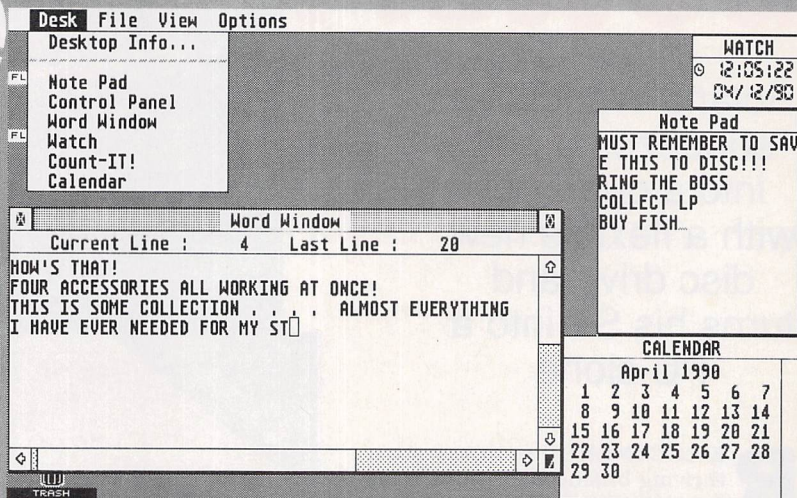 Desk File View Options
Desktop Info...
Note Pad
Control Panel
Word Window
Watch
Count-IT!
Calendar
FL
FL
WATCH
12:05:22
04/12/90
Note Pad
MUST REMEMBER TO SAV
E THIS TO DISC!!!
RING THE BOSS
COLLECT LP
BUY FISH_
Word Window
Current Line : 4 Last Line : 20
HOW'S THAT!
FOUR ACCESSORIES ALL WORKING AT ONCE!
THIS IS SOME COLLECTION . . . . ALMOST EVERYTHING
I HAVE EVER NEEDED FOR MY ST
CALENDAR
April 1990
1 2 3 4 5 6 7
8 9 10 11 12 13 14
15 16 17 18 19 20 21
22 23 24 25 26 27 28
29 30
TRASH